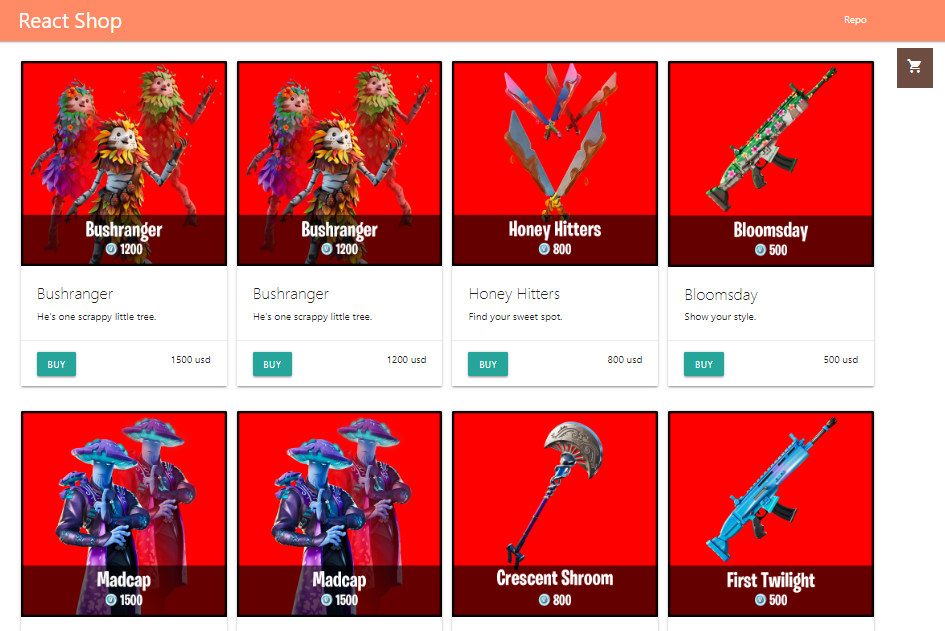 React Shop
Repo
Bushranger
1200
Bushranger
1200
Honey Hitters
800
Bloomsday
500
Bushranger
He's one scrappy little tree.
BUY
1500 usd
Bushranger
He's one scrappy little tree.
BUY
1200 usd
Honey Hitters
Find your sweet spot.
BUY
800 usd
Bloomsday
Show your style.
BUY
500 usd
Madcap
1500
Madcap
1500
Crescent Shroom
800
First Twilight
500